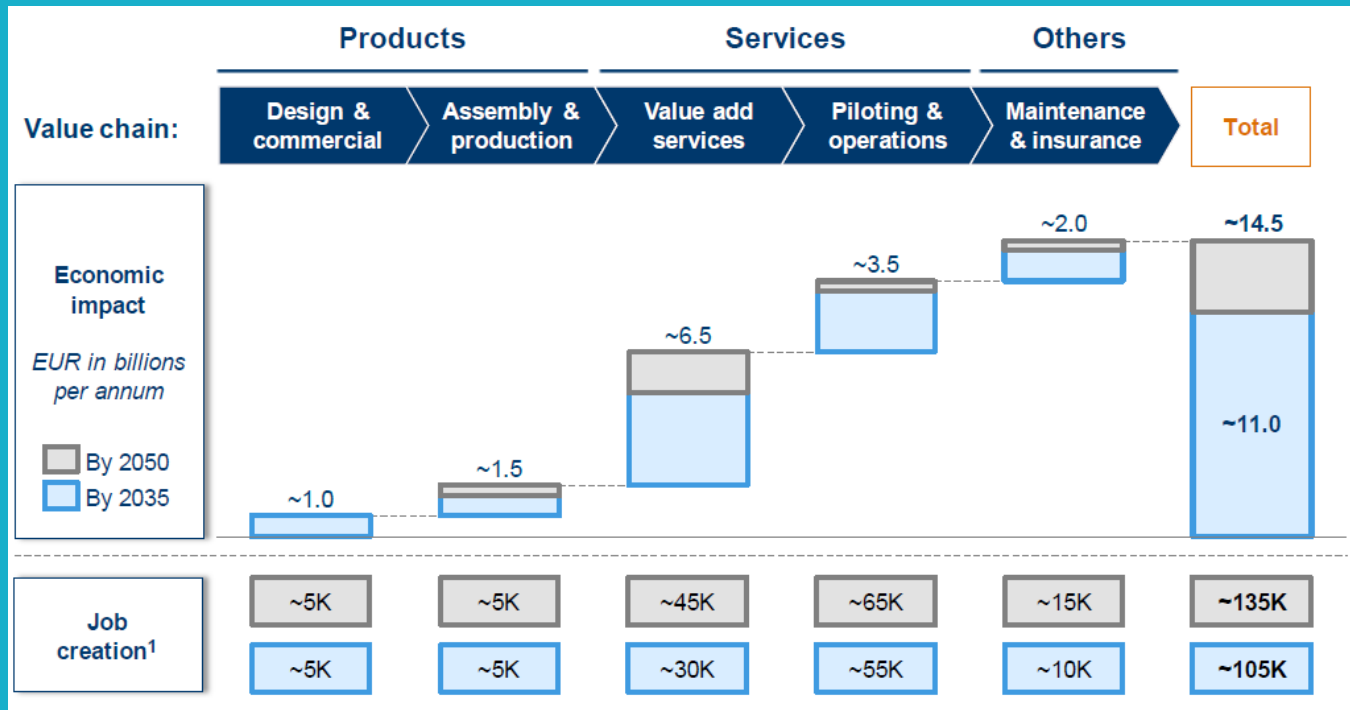 Products
Services
Others
Value chain:
Design &
commercial
Assembly &
production
Value add
services
Piloting &
operations
Maintenance
& insurance
Total
Economic
impact
EUR in billions
per annum
By 2050
By 2035
~1.0
~1.5
~6.5
~3.5
~2.0
~14.5
~11.0
Job
creation¹
~5K
~5K
~45K
~65K
~15K
~135K
~5K
~5K
~30K
~55K
~10K
~105K